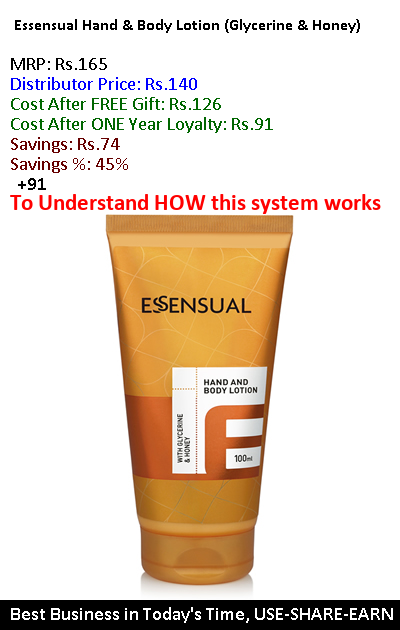 Essensual Hand & Body Lotion (Glycerine & Honey)
MRP: Rs.165
Distributor Price: Rs.140
Cost After FREE Gift: Rs.126
Cost After ONE Year Loyalty: Rs.91
Savings: Rs.74
Savings %: 45%
+91
To Understand HOW this system works
ESSENSUAL
HAND AND
BODY LOTION
WITH GLYCERINE
& HONEY
100ml
Best Business in Today's Time, USE-SHARE-EARN